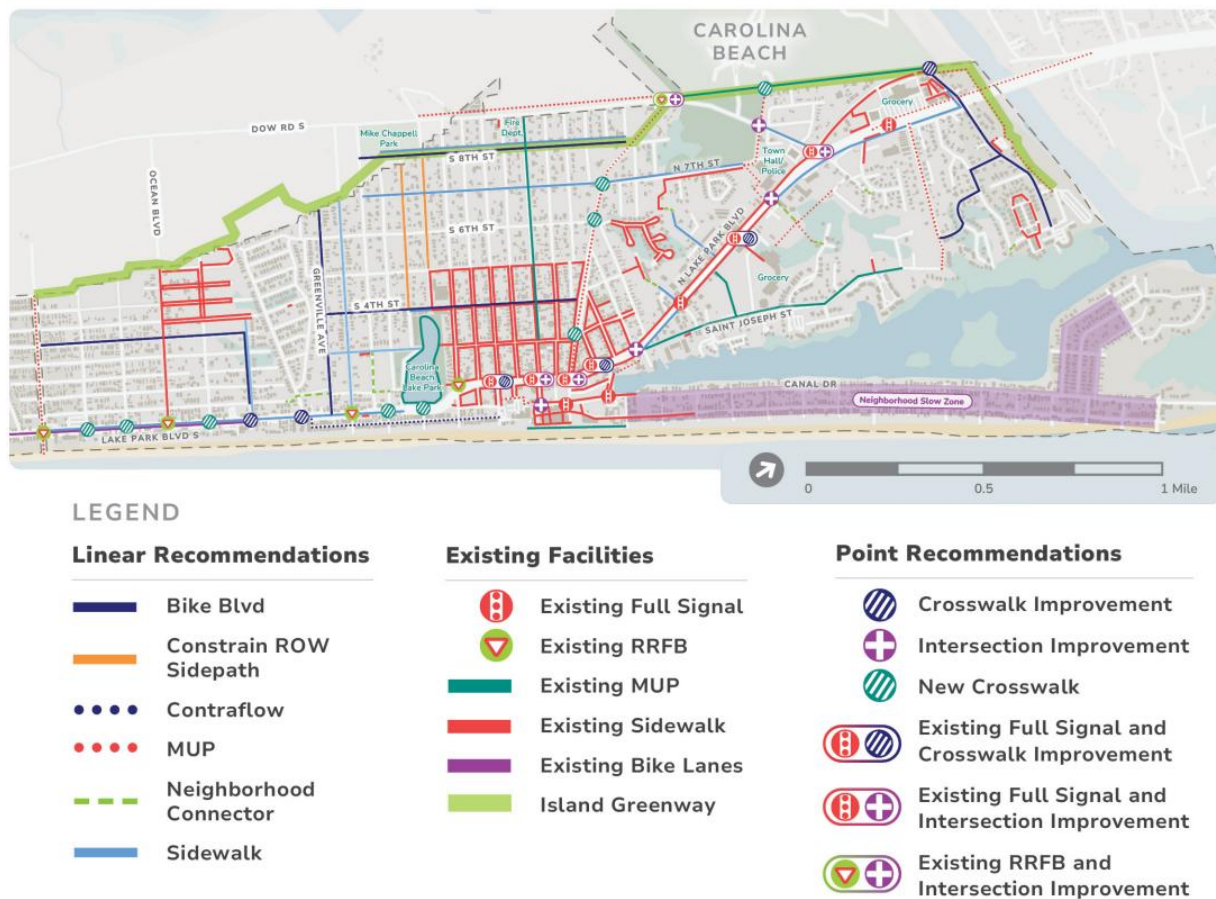 CAROLINA
BEACH
DOW RD S
Mike Chappell
Park
Fire
Dept.
S 8TH ST
OCEAN BLVD
N 7TH ST
Town
Hall/
Police
Grocery
S 6TH ST
GREENVILLE AVE
S 4TH ST
N LAKE PARK BLVD
Grocery
SAINT JOSEPH ST
Carolina
Beach
Lake Park
CANAL DR
Neighborhood Slow Zone
LAKE PARK BLVD S
0
0.5
1 Mile
LEGEND
Linear Recommendations
Bike Blvd
Constrain ROW
Sidepath
Contraflow
MUP
Neighborhood
Connector
Sidewalk
Existing Facilities
Existing Full Signal
Existing RRFB
Existing MUP
Existing Sidewalk
Existing Bike Lanes
Island Greenway
Point Recommendations
Crosswalk Improvement
Intersection Improvement
New Crosswalk
Existing Full Signal and
Crosswalk Improvement
Existing Full Signal and
Intersection Improvement
Existing RRFB and
Intersection Improvement